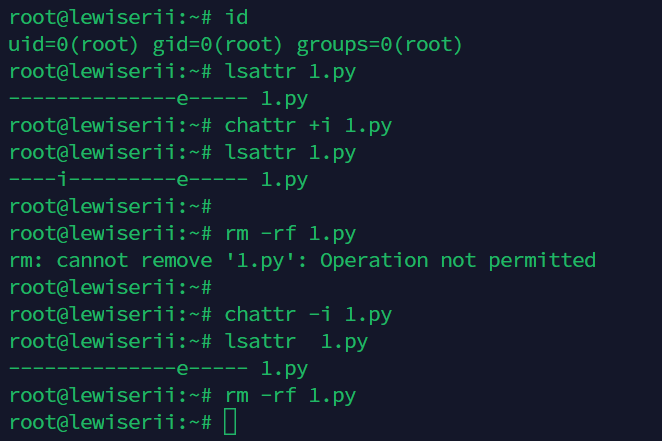 root@lewiserii:~# id
uid=0(root) gid=0(root) groups=0(root)
root@lewiserii:~# lsattr 1.py
--------------e----- 1.py
root@lewiserii:~# chattr +i 1.py
root@lewiserii:~# lsattr 1.py
----i---------e----- 1.py
root@lewiserii:~#
root@lewiserii:~# rm -rf 1.py
rm: cannot remove '1.py': Operation not permitted
root@lewiserii:~#
root@lewiserii:~# chattr -i 1.py
root@lewiserii:~# lsattr  1.py
--------------e----- 1.py
root@lewiserii:~# rm -rf 1.py
root@lewiserii:~#